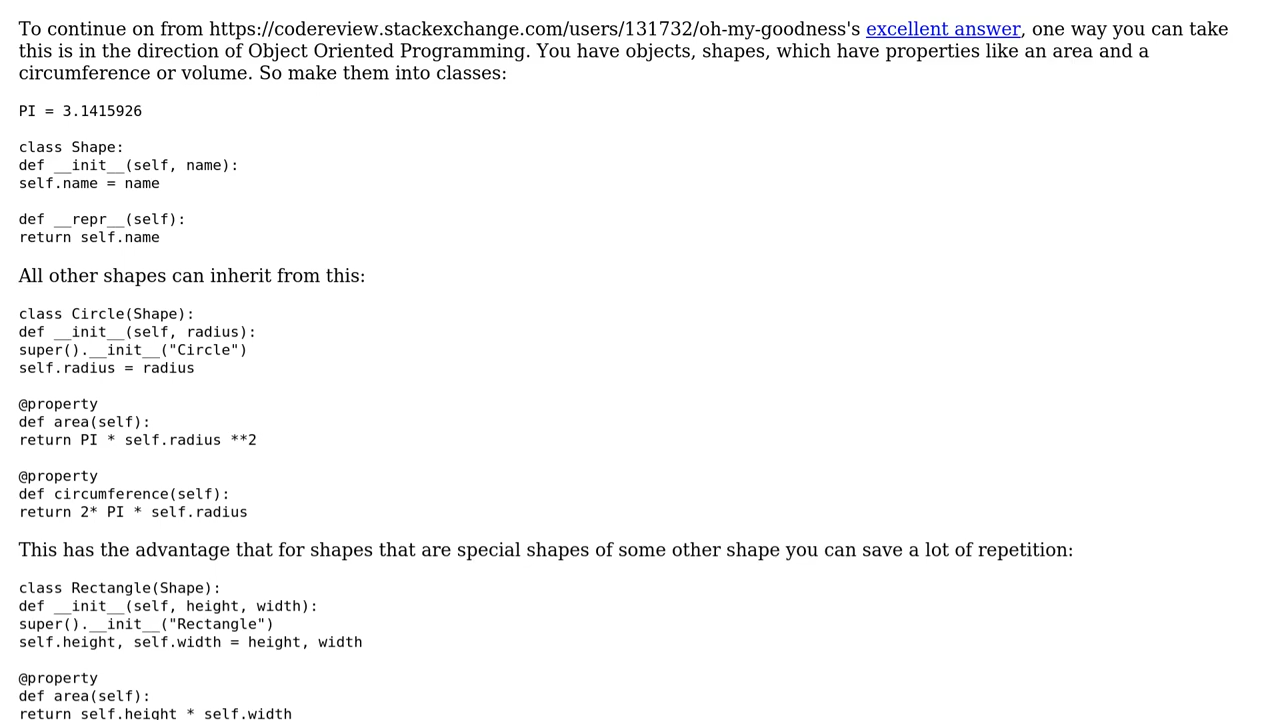 To continue on from https://codereview.stackexchange.com/users/131732/oh-my-goodness's excellent answer, one way you can take
this is in the direction of Object Oriented Programming. You have objects, shapes, which have properties like an area and a
circumference or volume. So make them into classes:
PI = 3.1415926
class Shape:
def __init__(self, name):
self.name = name
def __repr__(self):
return self.name
All other shapes can inherit from this:
class Circle(Shape):
def __init__(self, radius):
super().__init__("Circle")
self.radius = radius
@property
def area(self):
return PI * self.radius **2
@property
def circumference(self):
return 2* PI * self.radius
This has the advantage that for shapes that are special shapes of some other shape you can save a lot of repetition:
class Rectangle(Shape):
def __init__(self, height, width):
super().__init__("Rectangle")
self.height, self.width = height, width
@property
def area(self):
return self.height * self.width